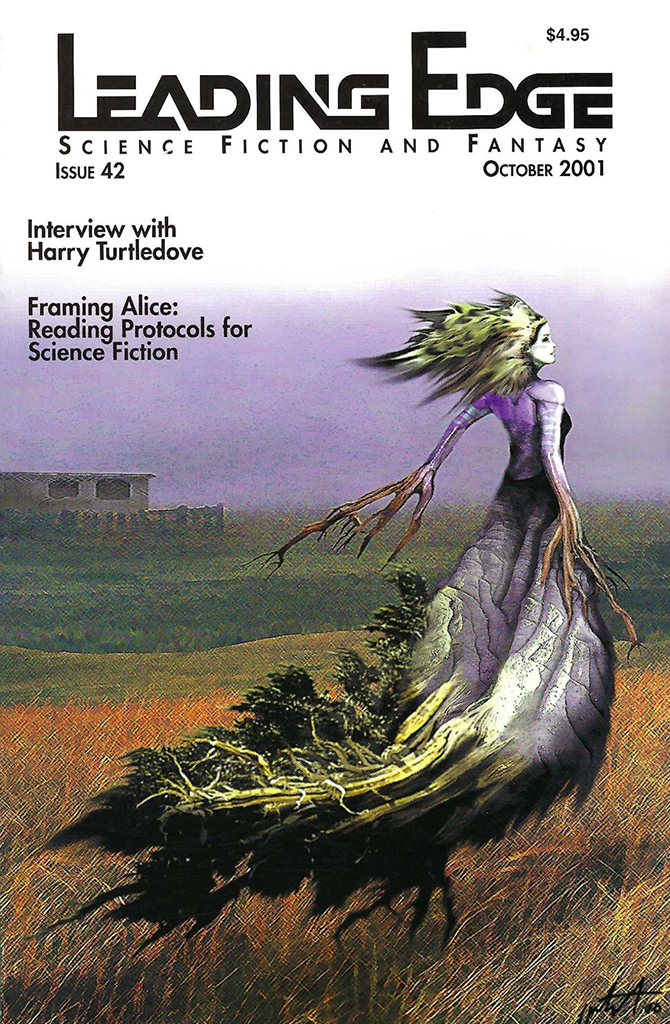 $4.95
LEADING EDGE
SCIENCE FICTION AND FANTASY
ISSUE 42
OCTOBER 2001
Interview with
Harry Turtledove
Framing Alice:
Reading Protocols for
Science Fiction